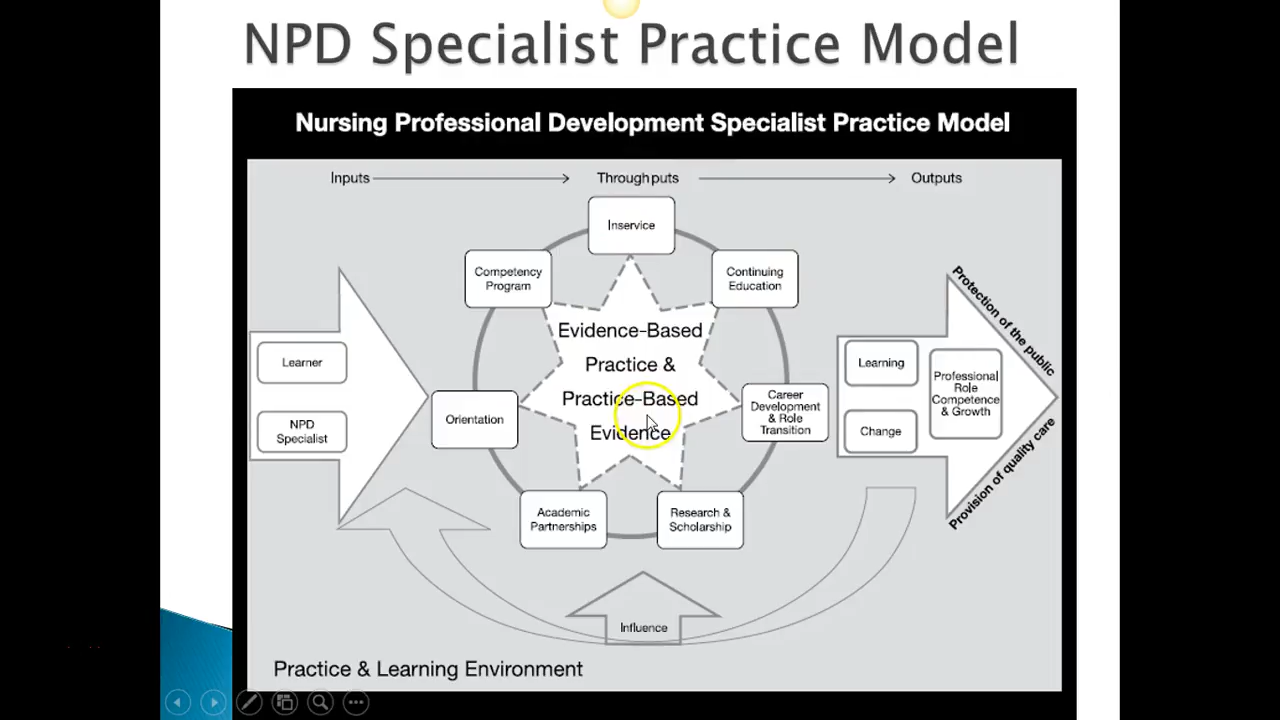 NPD Specialist Practice Model
Nursing Professional Development Specialist Practice Model
Inputs
Throughputs
Outputs
Inservice
Competency
Program
Continuing
Education
Protection of the public
Evidence-Based
Practice &
Practice-Based
Evidence
Learner
NPD
Specialist
Orientation
Career
Development
& Role
Transition
Learning
Change
Professional
Role
Competence
& Growth
Provision of quality care
Academic
Partnerships
Research &
Scholarship
Influence
Practice & Learning Environment